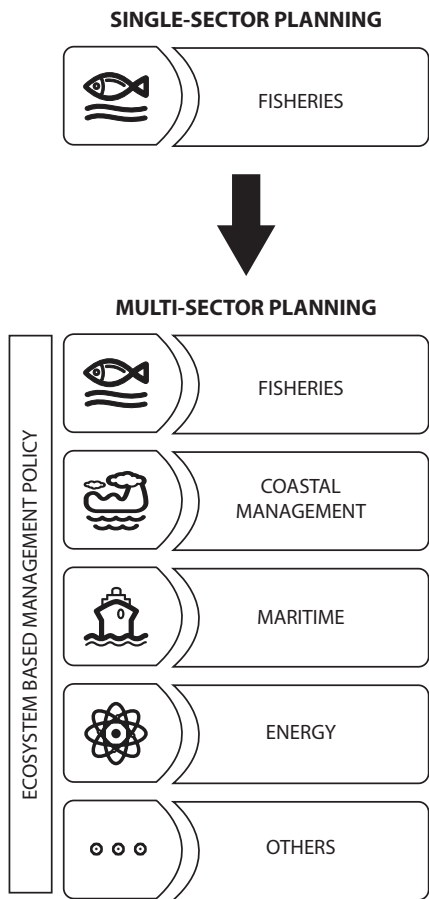 SINGLE-SECTOR PLANNING
FISHERIES
MULTI-SECTOR PLANNING
ECOSYSTEM BASED MANAGEMENT POLICY
FISHERIES
COASTAL
MANAGEMENT
MARITIME
ENERGY
OTHERS